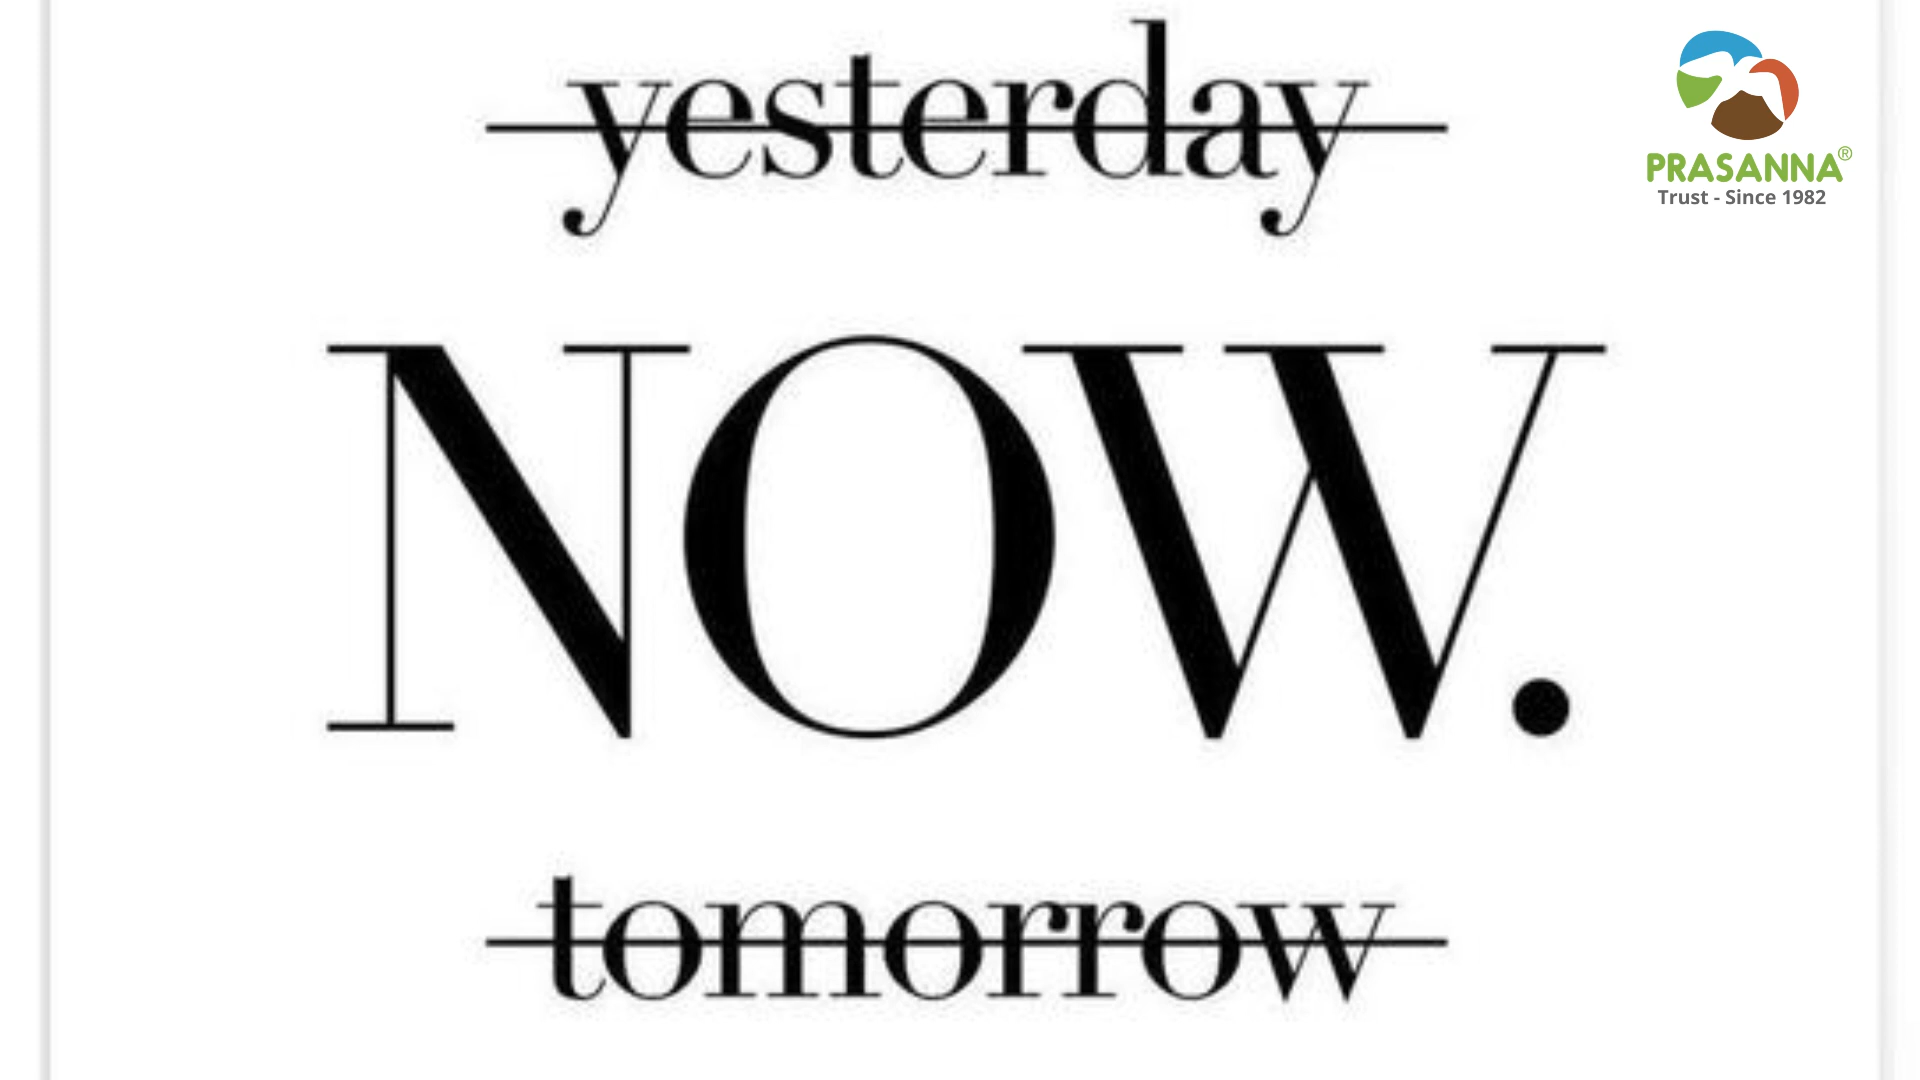 yesterday
PRASANNA®
Trust - Since 1982
NOW.
tomorrow